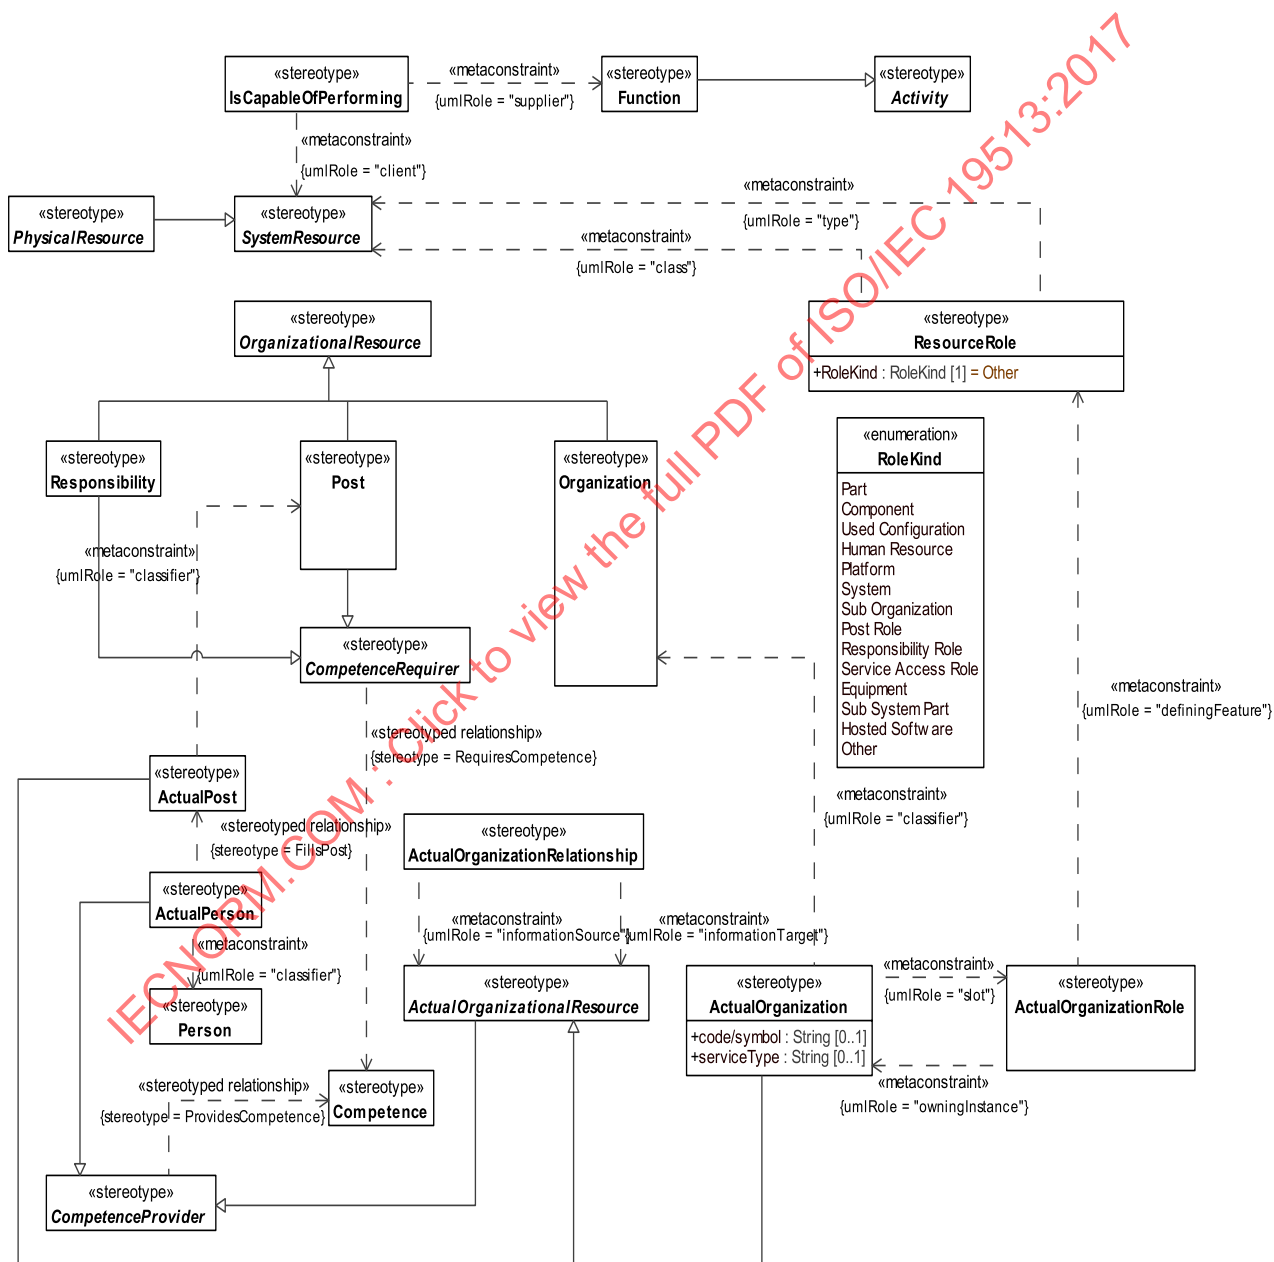 «stereotype»
IsCapableOfPerforming
«metaconstraint»
{umlRole = "supplier"}
«stereotype»
Function
«stereotype»
Activity
«metaconstraint»
{umlRole = "client"}
«stereotype»
PhysicalResource
«stereotype»
SystemResource
«metaconstraint»
{umlRole = "type"}
«metaconstraint»
{umlRole = "class"}
«stereotype»
OrganizationalResource
«stereotype»
ResourceRole
+RoleKind : RoleKind [1] = Other
«stereotype»
Responsibility
«stereotype»
Post
«stereotype»
Organization
«enumeration»
RoleKind
Part
Component
Used Configuration
Human Resource
Platform
System
Sub Organization
Post Role
Responsibility Role
Service Access Role
Equipment
Sub System Part
Hosted Software
Other
«metaconstraint»
{umlRole = "classifier"}
«stereotype»
CompetenceRequirer
«metaconstraint»
{umlRole = "definingFeature"}
«stereotyped relationship»
{stereotype = RequiresCompetence}
«stereotype»
ActualPost
«metaconstraint»
{umlRole = "classifier"}
«stereotyped relationship»
{stereotype = FillsPost}
«stereotype»
ActualOrganizationRelationship
«stereotype»
ActualPerson
«metaconstraint»
{umlRole = "informationSource"}
«metaconstraint»
{umlRole = "informationTarget"}
«metaconstraint»
{umlRole = "classifier"}
«stereotype»
Person
«stereotype»
ActualOrganizationalResource
«stereotype»
ActualOrganization
+code/symbol : String [0..1]
+serviceType : String [0..1]
«metaconstraint»
{umlRole = "slot"}
«stereotype»
ActualOrganizationRole
«metaconstraint»
{umlRole = "owningInstance"}
«stereotyped relationship»
{stereotype = ProvidesCompetence}
«stereotype»
Competence
«stereotype»
CompetenceProvider
IECNORM.COM : Click to view the full PDF of ISO/IEC 19513:2017